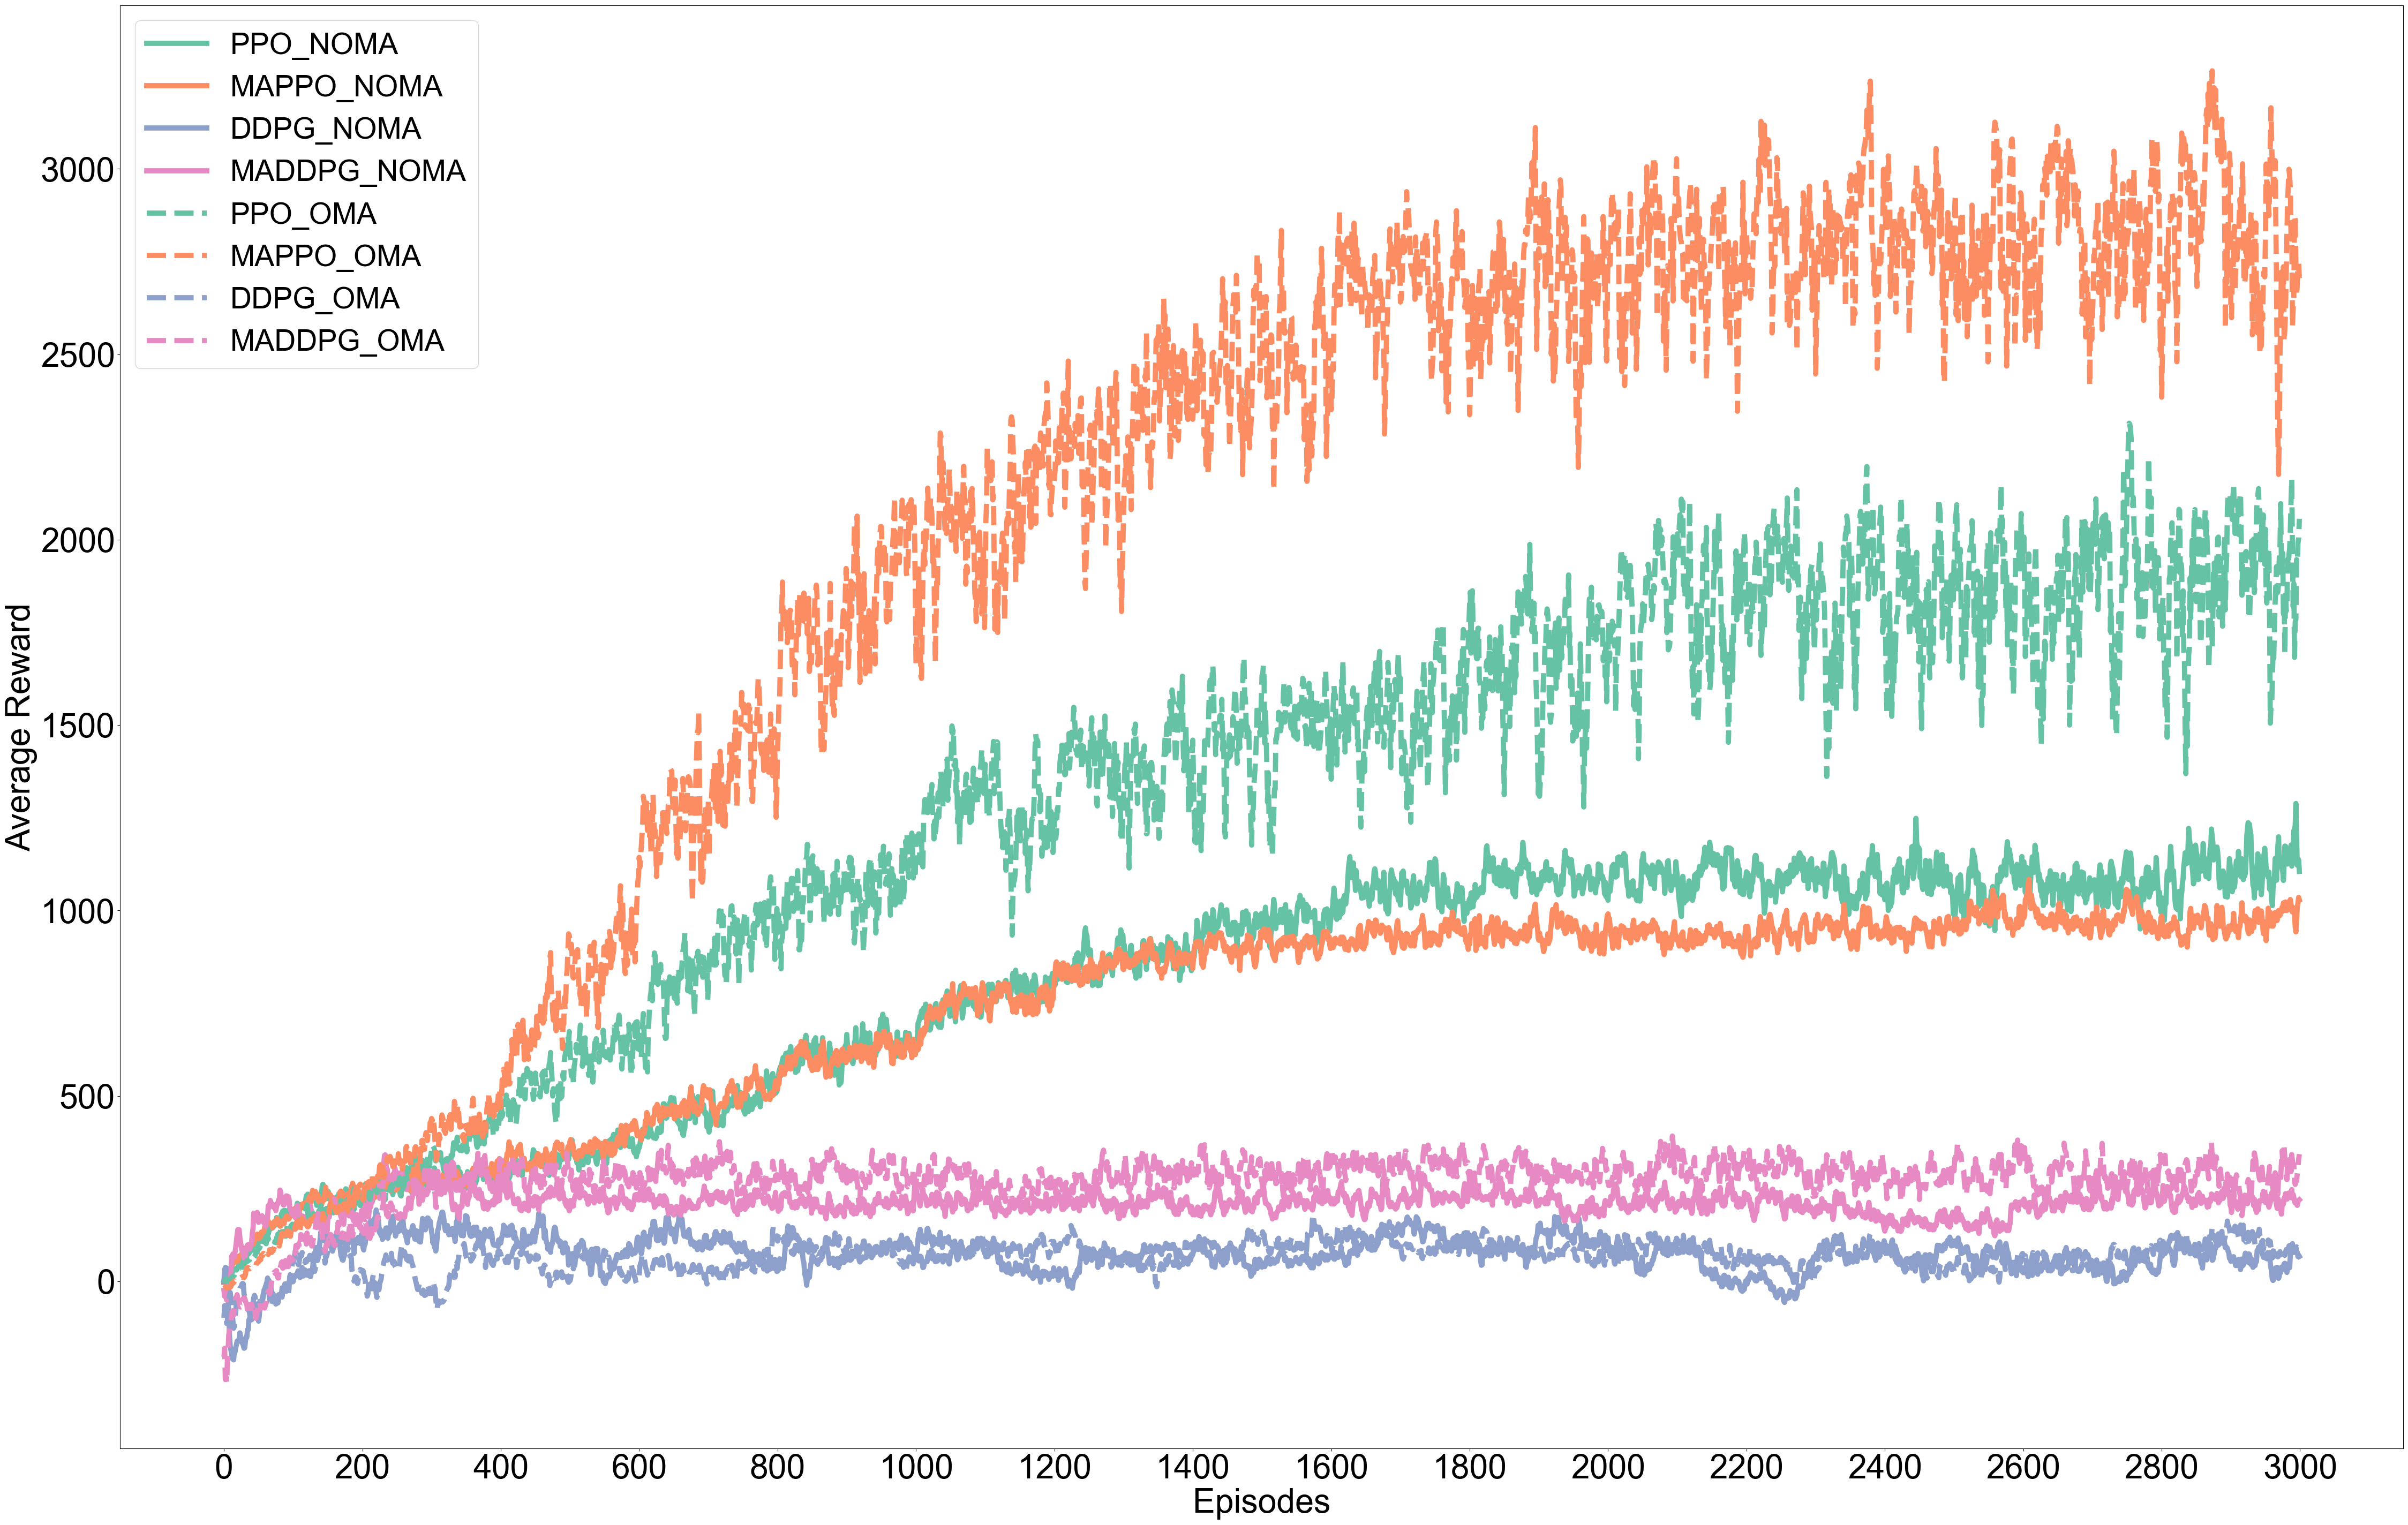 PPO_NOMA
MAPPO_NOMA
DDPG_NOMA
MADDPG_NOMA
PPO_OMA
MAPPO_OMA
DDPG_OMA
MADDPG_OMA
Average Reward
3000
2500
2000
1500
1000
500
0
0 200 400 600 800 1000 1200 1400 1600 1800 2000 2200 2400 2600 2800 3000
Episodes